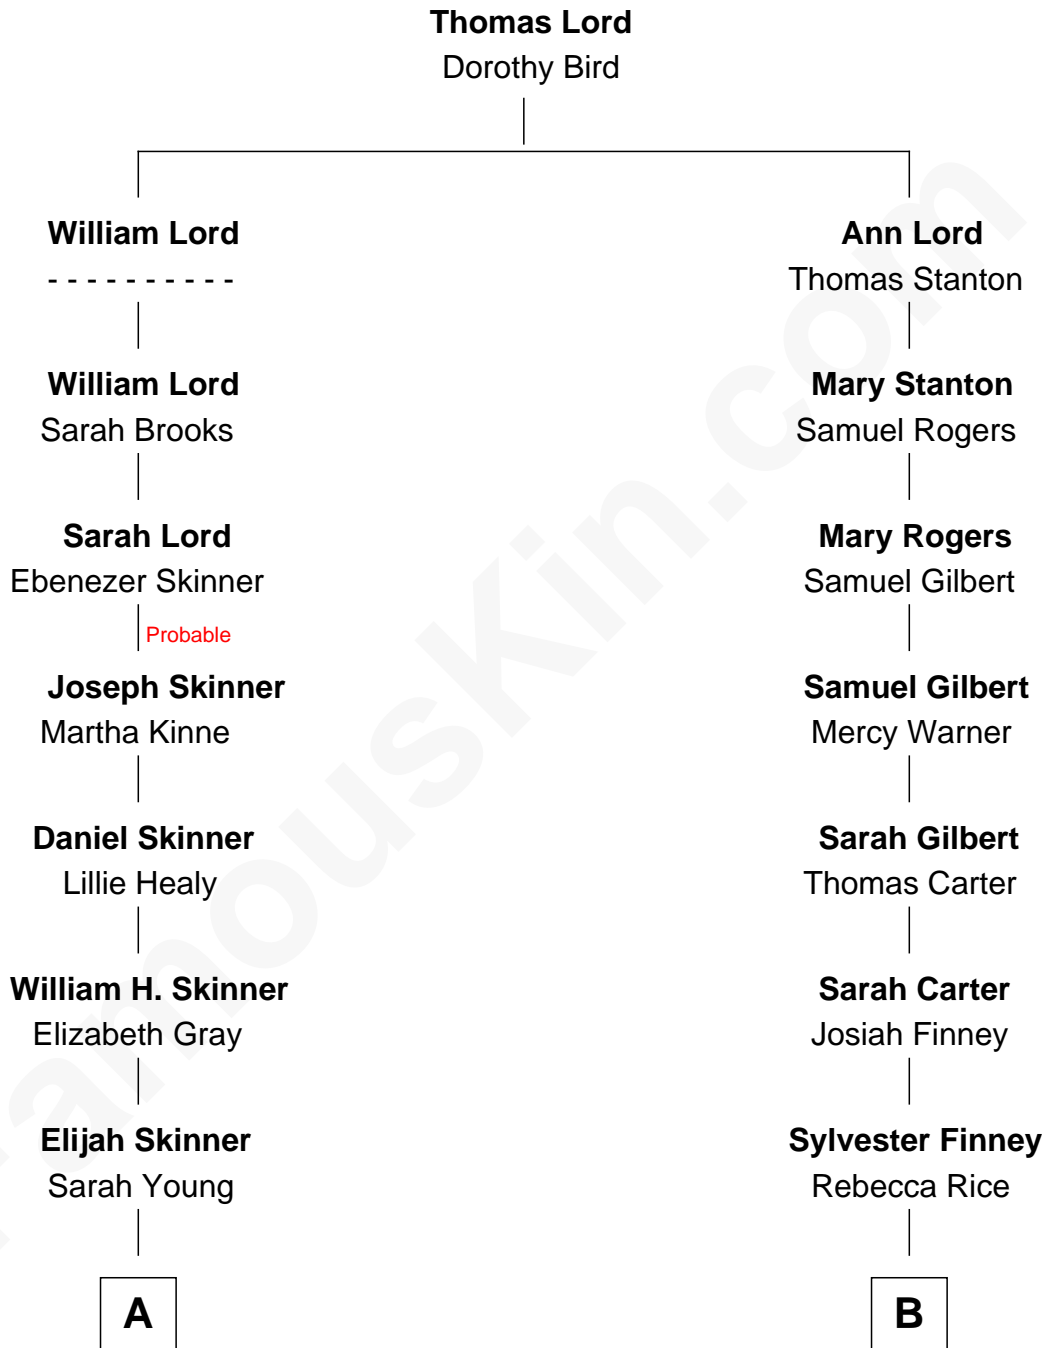 Thomas Lord
Dorothy Bird
William Lord
- - - - - - - - - -
William Lord
Sarah Brooks
Sarah Lord
Ebenezer Skinner
Probable
Joseph Skinner
Martha Kinne
Daniel Skinner
Lillie Healy
William H. Skinner
Elizabeth Gray
Elijah Skinner
Sarah Young
A
Ann Lord
Thomas Stanton
Mary Stanton
Samuel Rogers
Mary Rogers
Samuel Gilbert
Samuel Gilbert
Mercy Warner
Sarah Gilbert
Thomas Carter
Sarah Carter
Josiah Finney
Sylvester Finney
Rebecca Rice
B
FamousKin.com